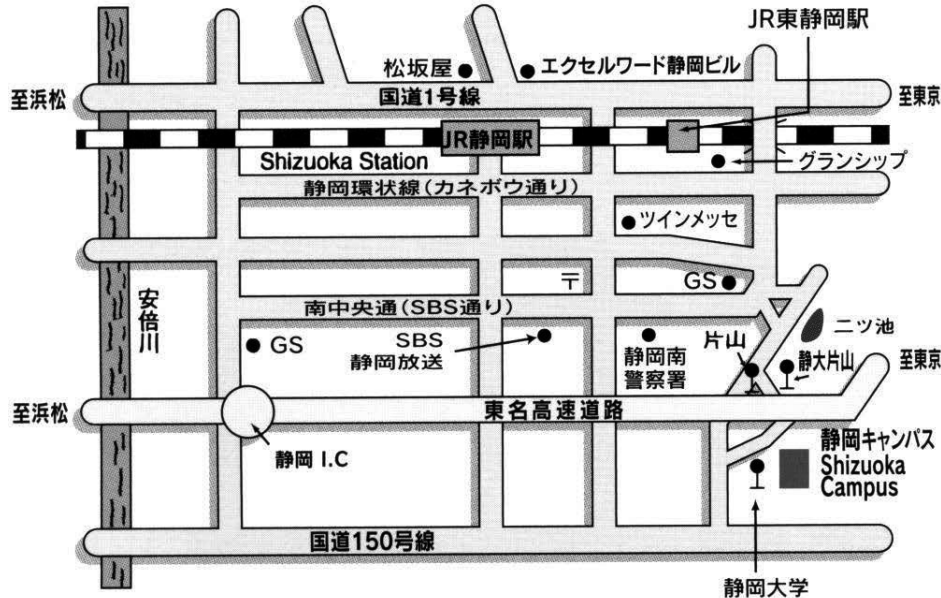 JR東静岡駅
松坂屋
エクセルワード静岡ビル
至浜松
国道1号線
至東京
JR静岡駅
Shizuoka Station
グランシップ
静岡環状線(カネボウ通り)
ツインメッセ
〒
GS
安倍川
南中央通(SBS通り)
二ツ池
GS
SBS
静岡放送
静岡南
警察署
片山
静大片山
至東京
至浜松
東名高速道路
静岡 I.C
静岡キャンパス
Shizuoka
Campus
国道150号線
静岡大学